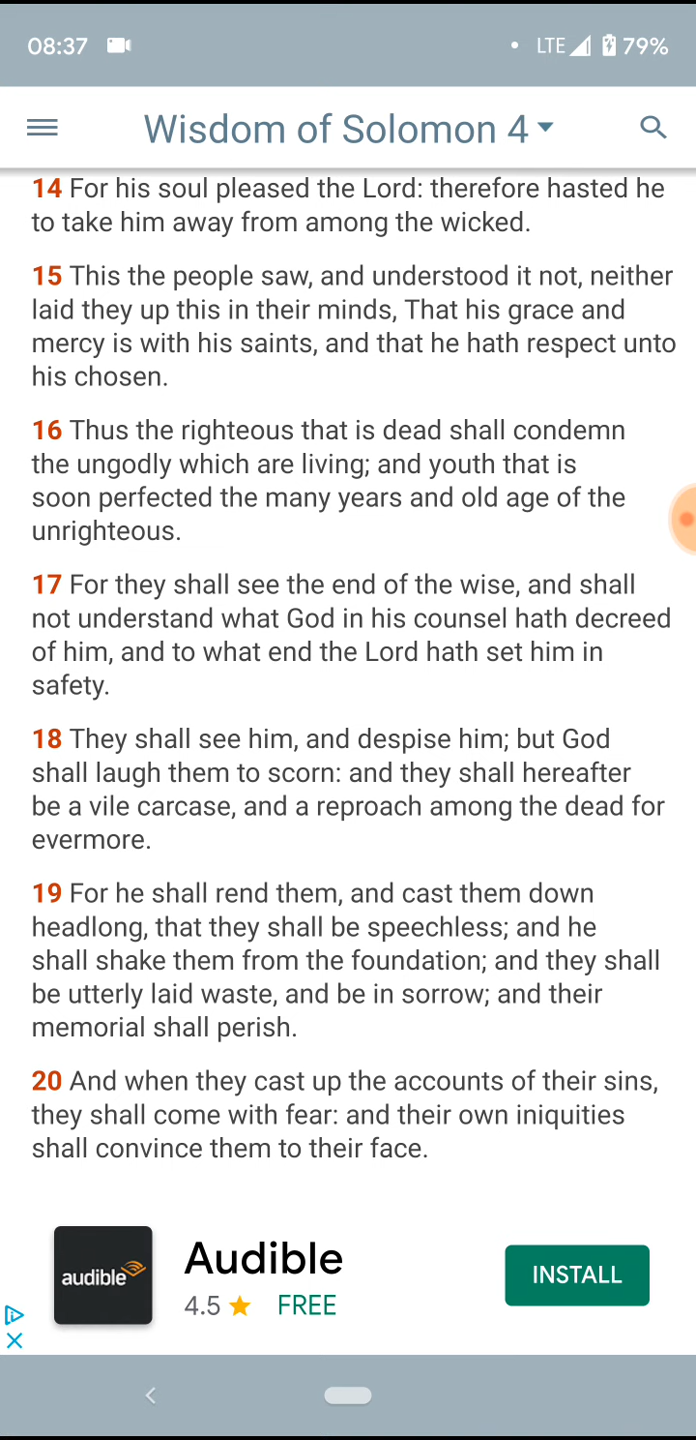 08:37
LTE 79%
Wisdom of Solomon 4
14 For his soul pleased the Lord: therefore hasted he
to take him away from among the wicked.
15 This the people saw, and understood it not, neither
laid they up this in their minds, That his grace and
mercy is with his saints, and that he hath respect unto
his chosen.
16 Thus the righteous that is dead shall condemn
the ungodly which are living; and youth that is
soon perfected the many years and old age of the
unrighteous.
17 For they shall see the end of the wise, and shall
not understand what God in his counsel hath decreed
of him, and to what end the Lord hath set him in
safety.
18 They shall see him, and despise him; but God
shall laugh them to scorn: and they shall hereafter
be a vile carcase, and a reproach among the dead for
evermore.
19 For he shall rend them, and cast them down
headlong, that they shall be speechless; and he
shall shake them from the foundation; and they shall
be utterly laid waste, and be in sorrow; and their
memorial shall perish.
20 And when they cast up the accounts of their sins,
they shall come with fear: and their own iniquities
shall convince them to their face.
audible
Audible
4.5 ★ FREE
INSTALL